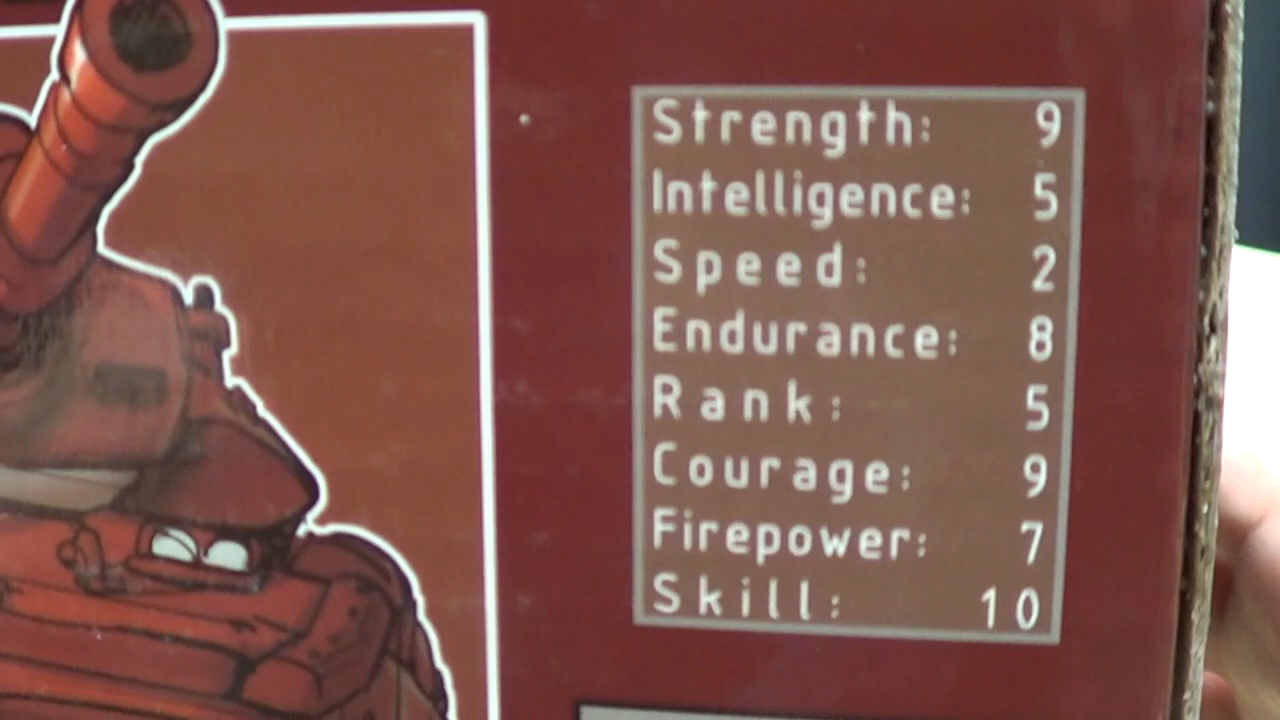 Strength: 9
Intelligence: 5
Speed: 2
Endurance: 8
Rank: 5
Courage: 9
Firepower: 7
Skill: 10